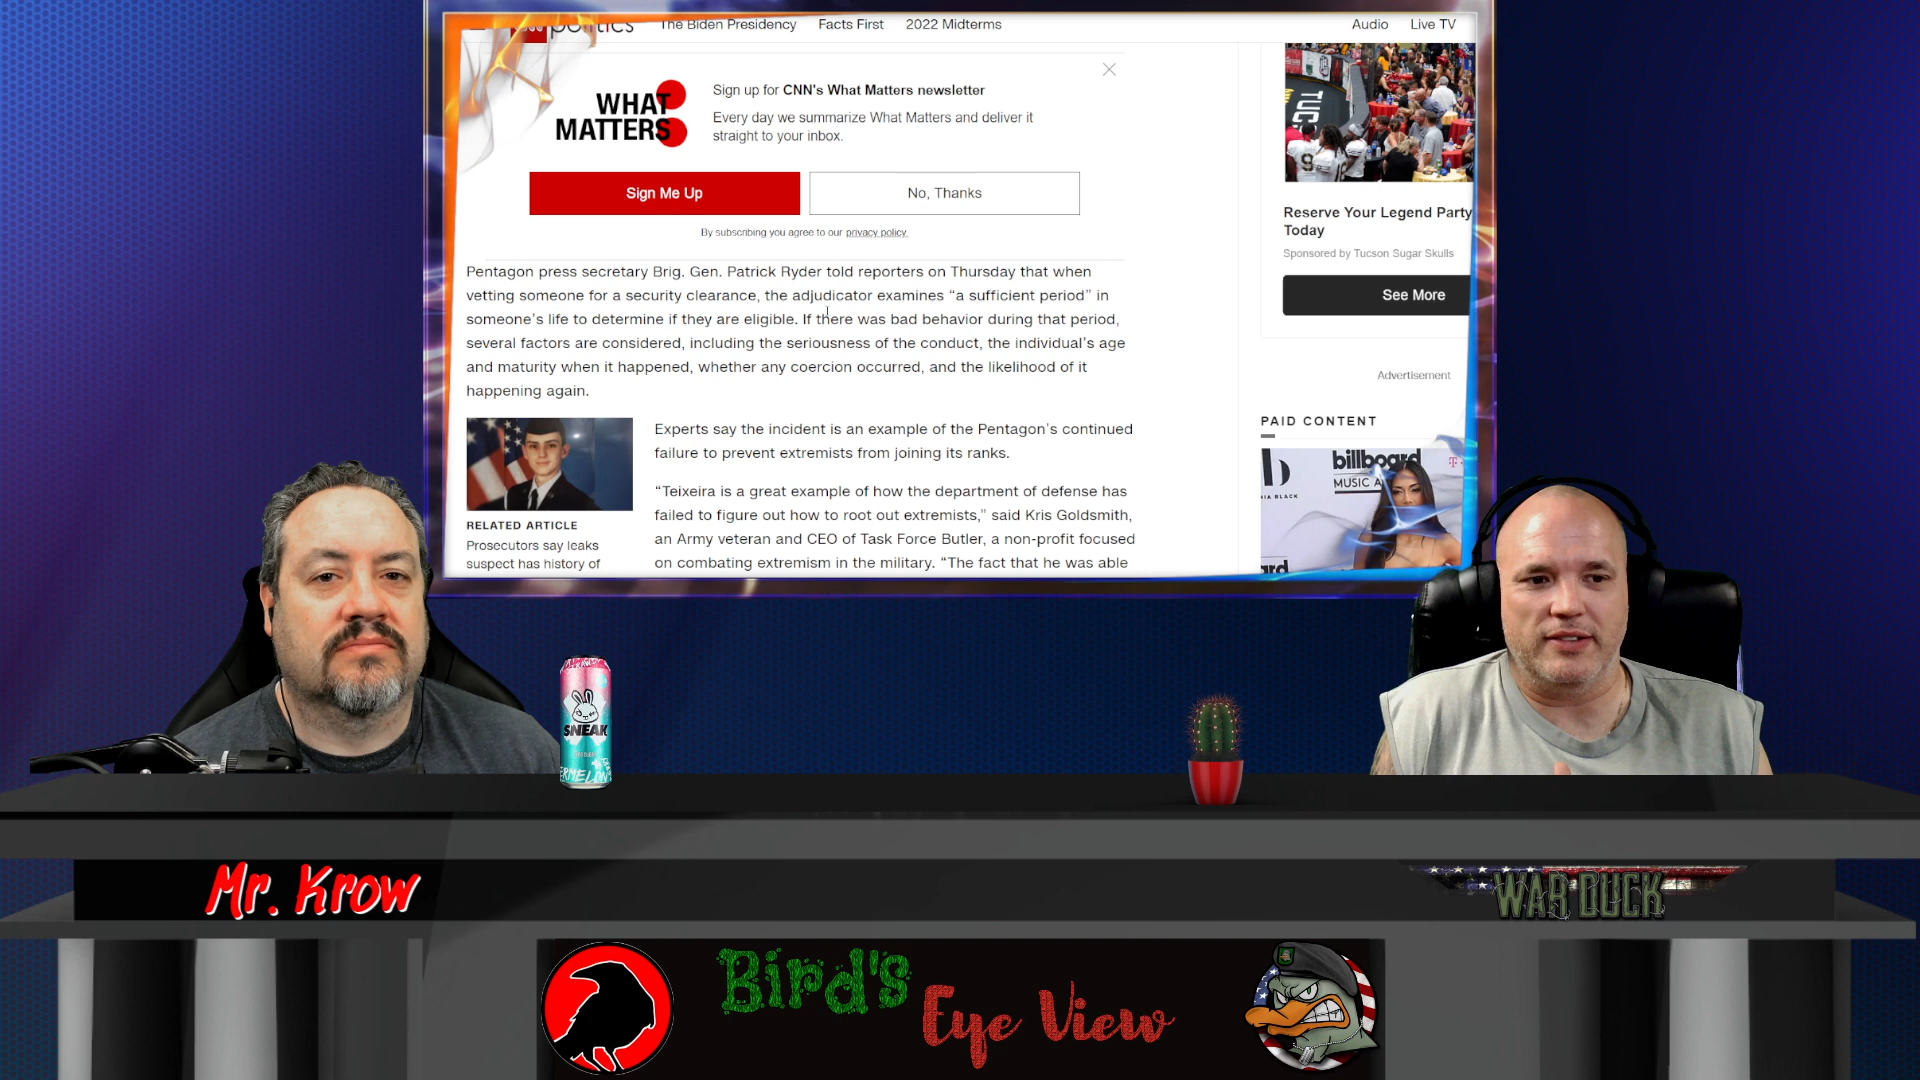 politics
The Biden Presidency
Facts First
2022 Midterms
Audio
Live TV
WHAT
MATTERS
Sign up for CNN's What Matters newsletter
Every day we summarize What Matters and deliver it
straight to your inbox.
Sign Me Up
No, Thanks
By subscribing you agree to our privacy policy.
Pentagon press secretary Brig. Gen. Patrick Ryder told reporters on Thursday that when
vetting someone for a security clearance, the adjudicator examines “a sufficient period” in
someone’s life to determine if they are eligible. If there was bad behavior during that period,
several factors are considered, including the seriousness of the conduct, the individual’s age
and maturity when it happened, whether any coercion occurred, and the likelihood of it
happening again.
Experts say the incident is an example of the Pentagon’s continued
failure to prevent extremists from joining its ranks.
“Teixeira is a great example of how the department of defense has
failed to figure out how to root out extremists,” said Kris Goldsmith,
an Army veteran and CEO of Task Force Butler, a non-profit focused
on combating extremism in the military. “The fact that he was able
RELATED ARTICLE
Prosecutors say leaks
suspect has history of
TUCS
9
Reserve Your Legend Party
Today
Sponsored by Tucson Sugar Skulls
See More
Advertisement
PAID CONTENT
billboard
MUSIC A
IA BLACK
ard
SNEAK
ERMELON
Mr. Krow
WAR DUCK
Bird's
Eye View